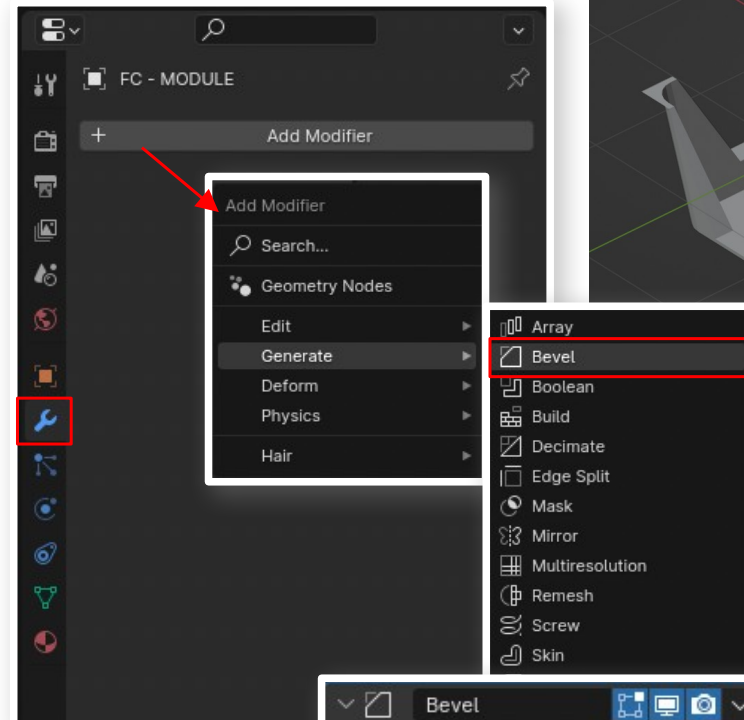 FC - MODULE
Add Modifier
Add Modifier
Search...
Geometry Nodes
Edit
Generate
Deform
Physics
Hair
Array
Bevel
Boolean
Build
Decimate
Edge Split
Mask
Mirror
Multiresolution
Remesh
Screw
Skin
Bevel